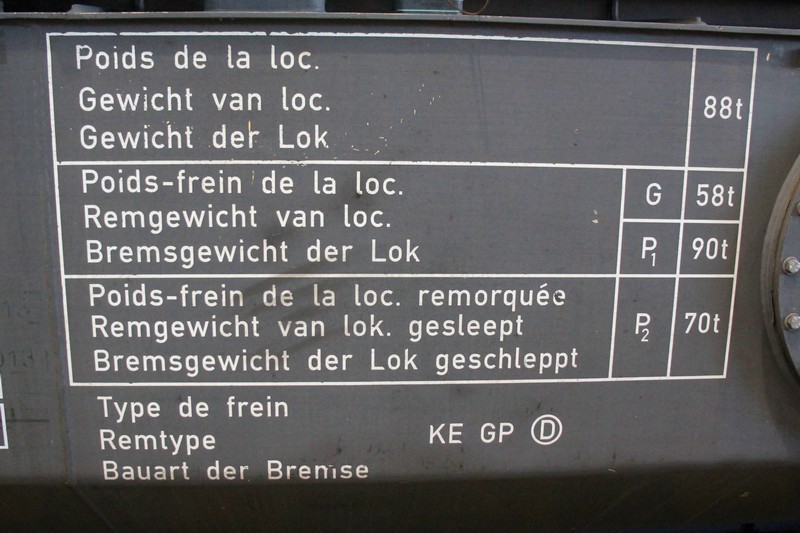 Poids de la loc.
Gewicht van loc.
Gewicht der Lok
88t
Poids-frein de la loc.
Remgewicht van loc.
Bremsgewicht der Lok
G 58t
P1 90t
Poids-frein de la loc. remorquée
Remgewicht van lok. gesleept
Bremsgewicht der Lok geschleppt
P2 70t
Type de frein
Remtype
Bauart der Bremse
KE GP Ⓓ